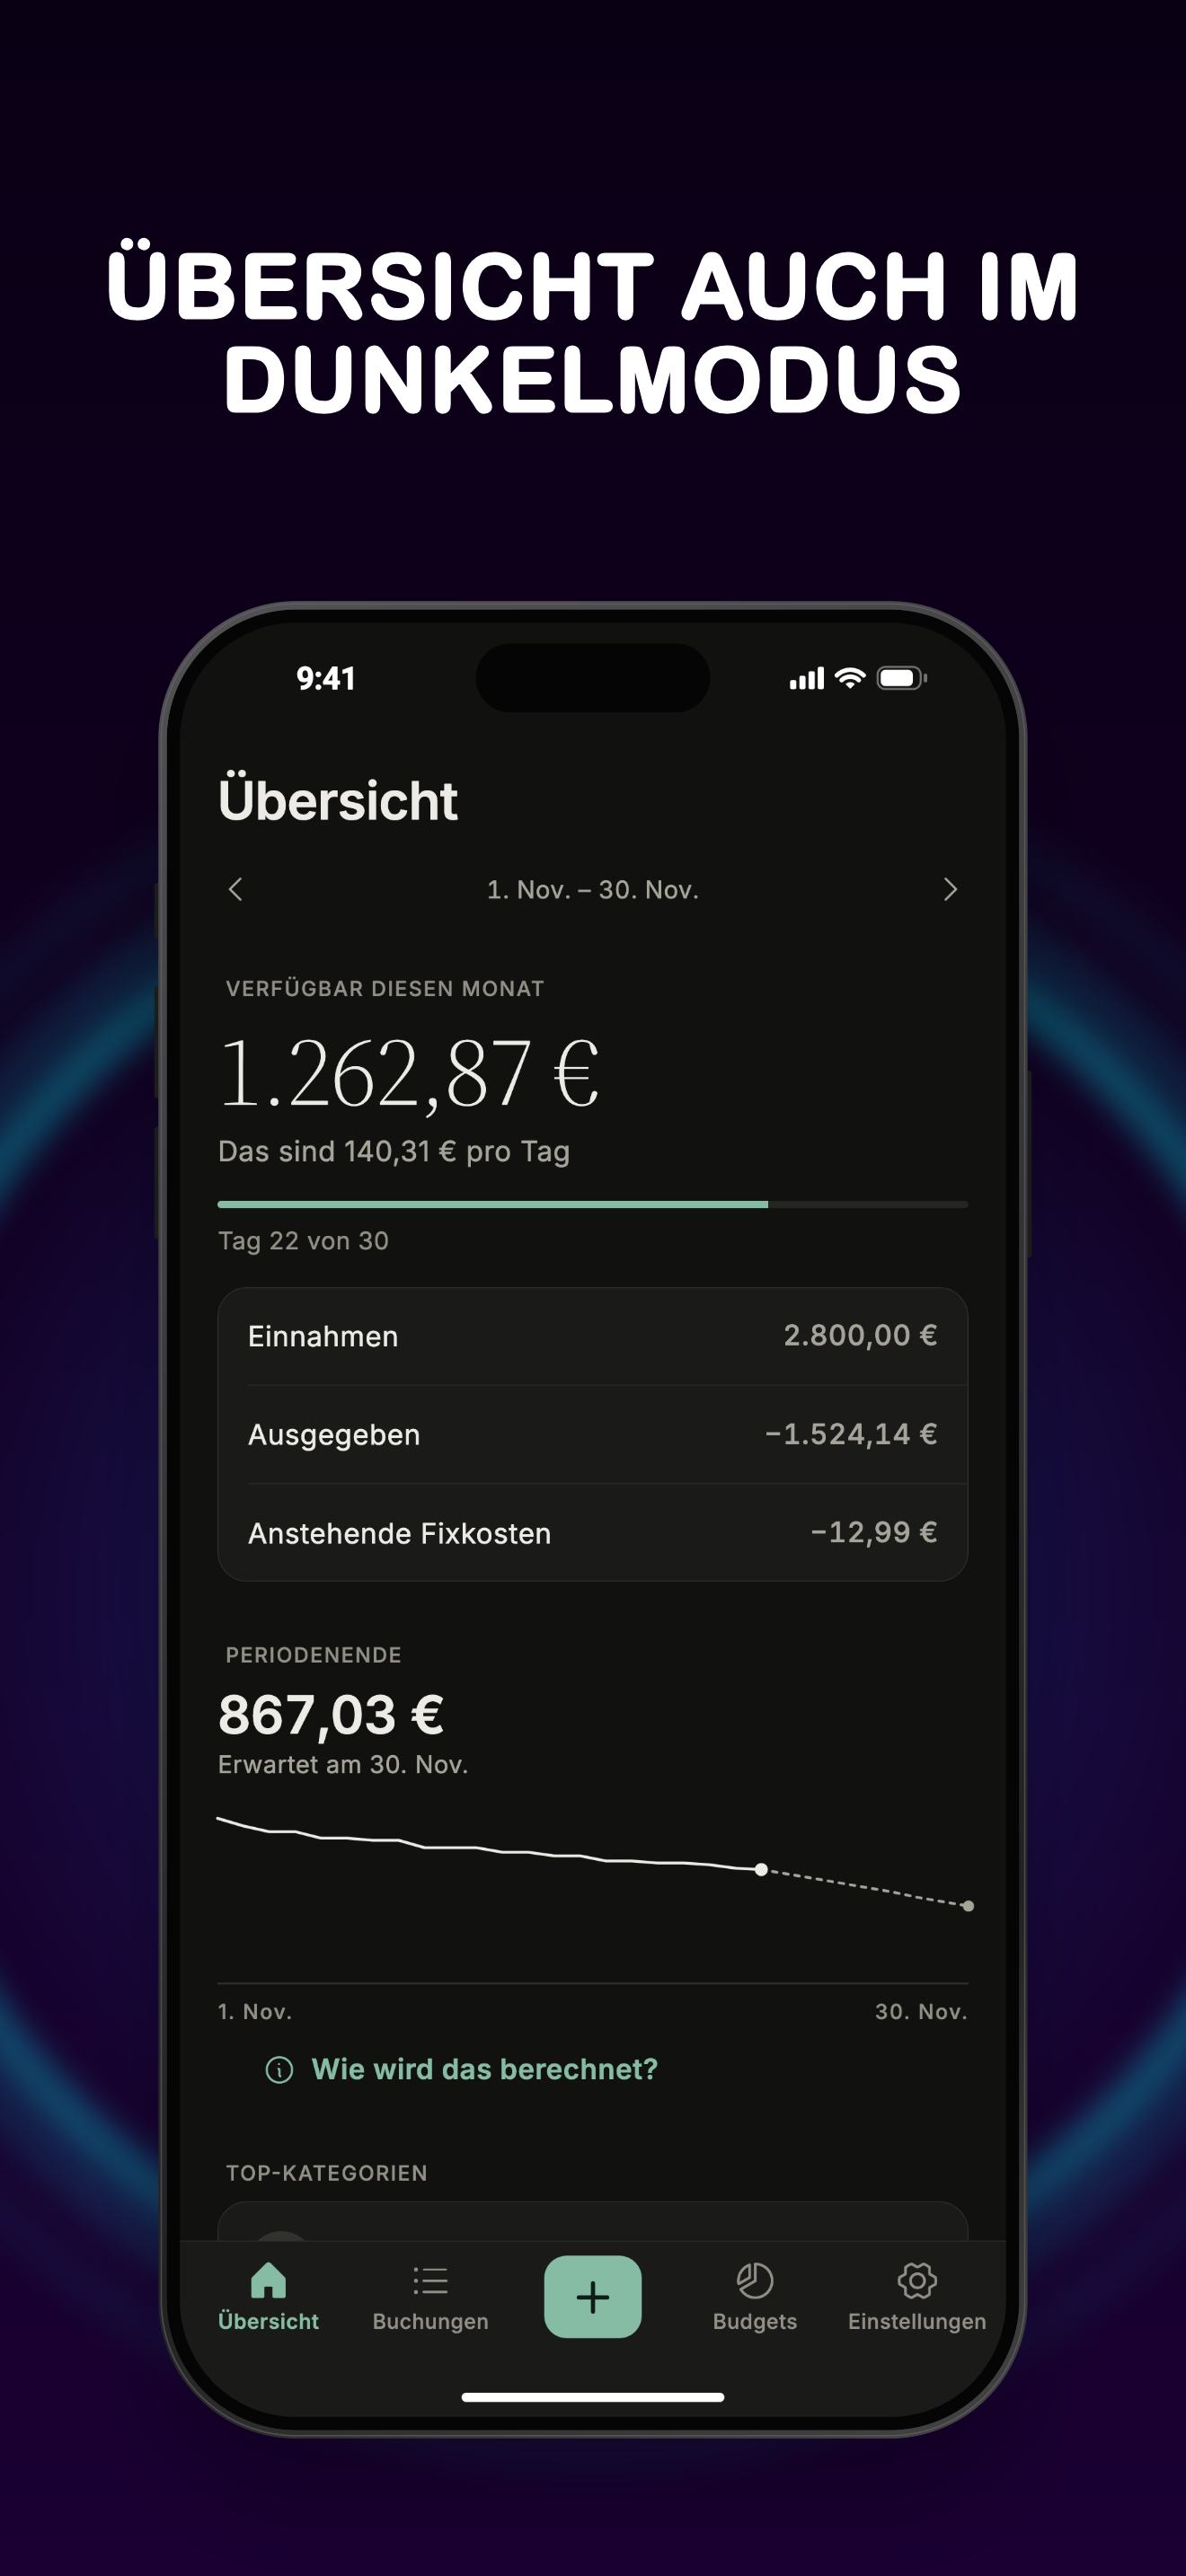 ÜBERSICHT AUCH IM
DUNKELMODUS
9:41
Übersicht
1. Nov. – 30. Nov.
VERFÜGBAR DIESEN MONAT
1.262,87 €
Das sind 140,31 € pro Tag
Tag 22 von 30
Einnahmen 2.800,00 €
Ausgegeben −1.524,14 €
Anstehende Fixkosten −12,99 €
PERIODENENDE
867,03 €
Erwartet am 30. Nov.
1. Nov. 30. Nov.
Wie wird das berechnet?
TOP-KATEGORIEN
Übersicht Buchungen Budgets Einstellungen